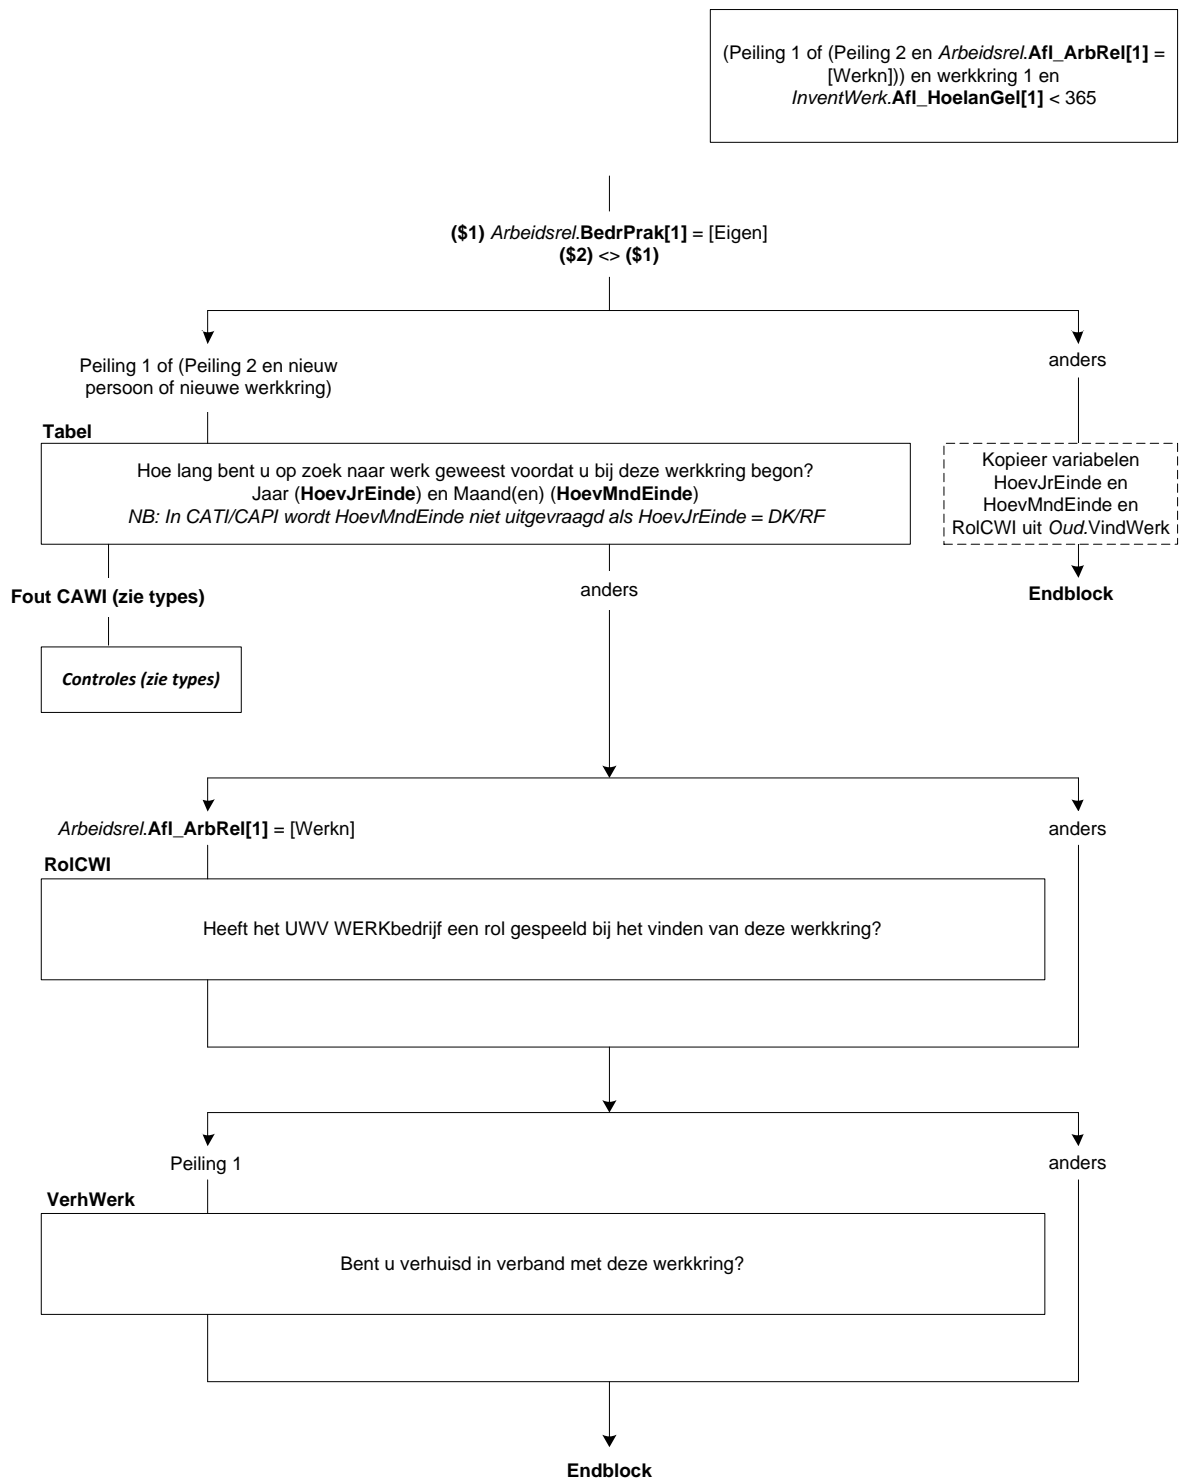 (Peiling 1 of (Peiling 2 en Arbeidsrel.Afl_ArbRel[1] =
[Werkn])) en werkkring 1 en
InventWerk.Afl_HoelanGel[1] < 365
($1) Arbeidsrel.BedrPrak[1] = [Eigen]
($2) <> ($1)
Peiling 1 of (Peiling 2 en nieuw
persoon of nieuwe werkkring)
anders
Tabel
Hoe lang bent u op zoek naar werk geweest voordat u bij deze werkkring begon?
Jaar (HoevJrEinde) en Maand(en) (HoevMndEinde)
NB: In CATI/CAPI wordt HoevMndEinde niet uitgevraagd als HoevJrEinde = DK/RF
Kopieer variabelen
HoevJrEinde en
HoevMndEinde en
RolCWI uit Oud.VindWerk
Fout CAWI (zie types)
anders
Endblock
Controles (zie types)
Arbeidsrel.Afl_ArbRel[1] = [Werkn]
anders
RolCWI
Heeft het UWV WERKbedrijf een rol gespeeld bij het vinden van deze werkkring?
Peiling 1
anders
VerhWerk
Bent u verhuisd in verband met deze werkkring?
Endblock